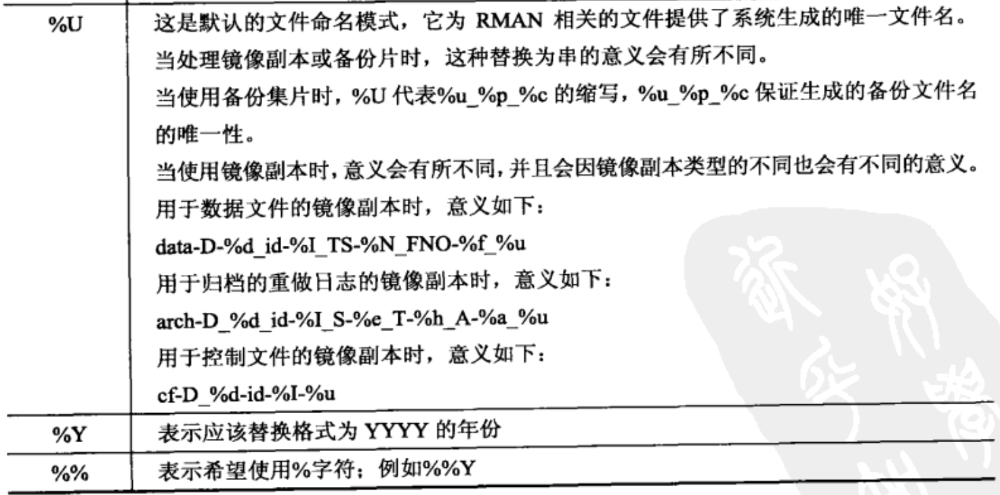 %U 这是默认的文件命名模式，它为 RMAN 相关的文件提供了系统生成的唯一文件名。
当处理镜像副本或备份片时，这种替换为串的意义会有所不同。
当使用备份集片时，%U 代表%u_%p_%c 的缩写，%u_%p_%c 保证生成的备份文件名
的唯一性。
当使用镜像副本时，意义会有所不同，并且会因镜像副本类型的不同也会有不同的意义。
用于数据文件的镜像副本时，意义如下：
data-D-%d_id-%I_TS-%N_FNO-%f_%u
用于归档的重做日志的镜像副本时，意义如下：
arch-D_%d_id-%I_S-%e_T-%h_A-%a_%u
用于控制文件的镜像副本时，意义如下：
cf-D_%d-id-%I-%u
%Y 表示应该替换格式为 YYYY 的年份
%% 表示希望使用%字符；例如%%Y